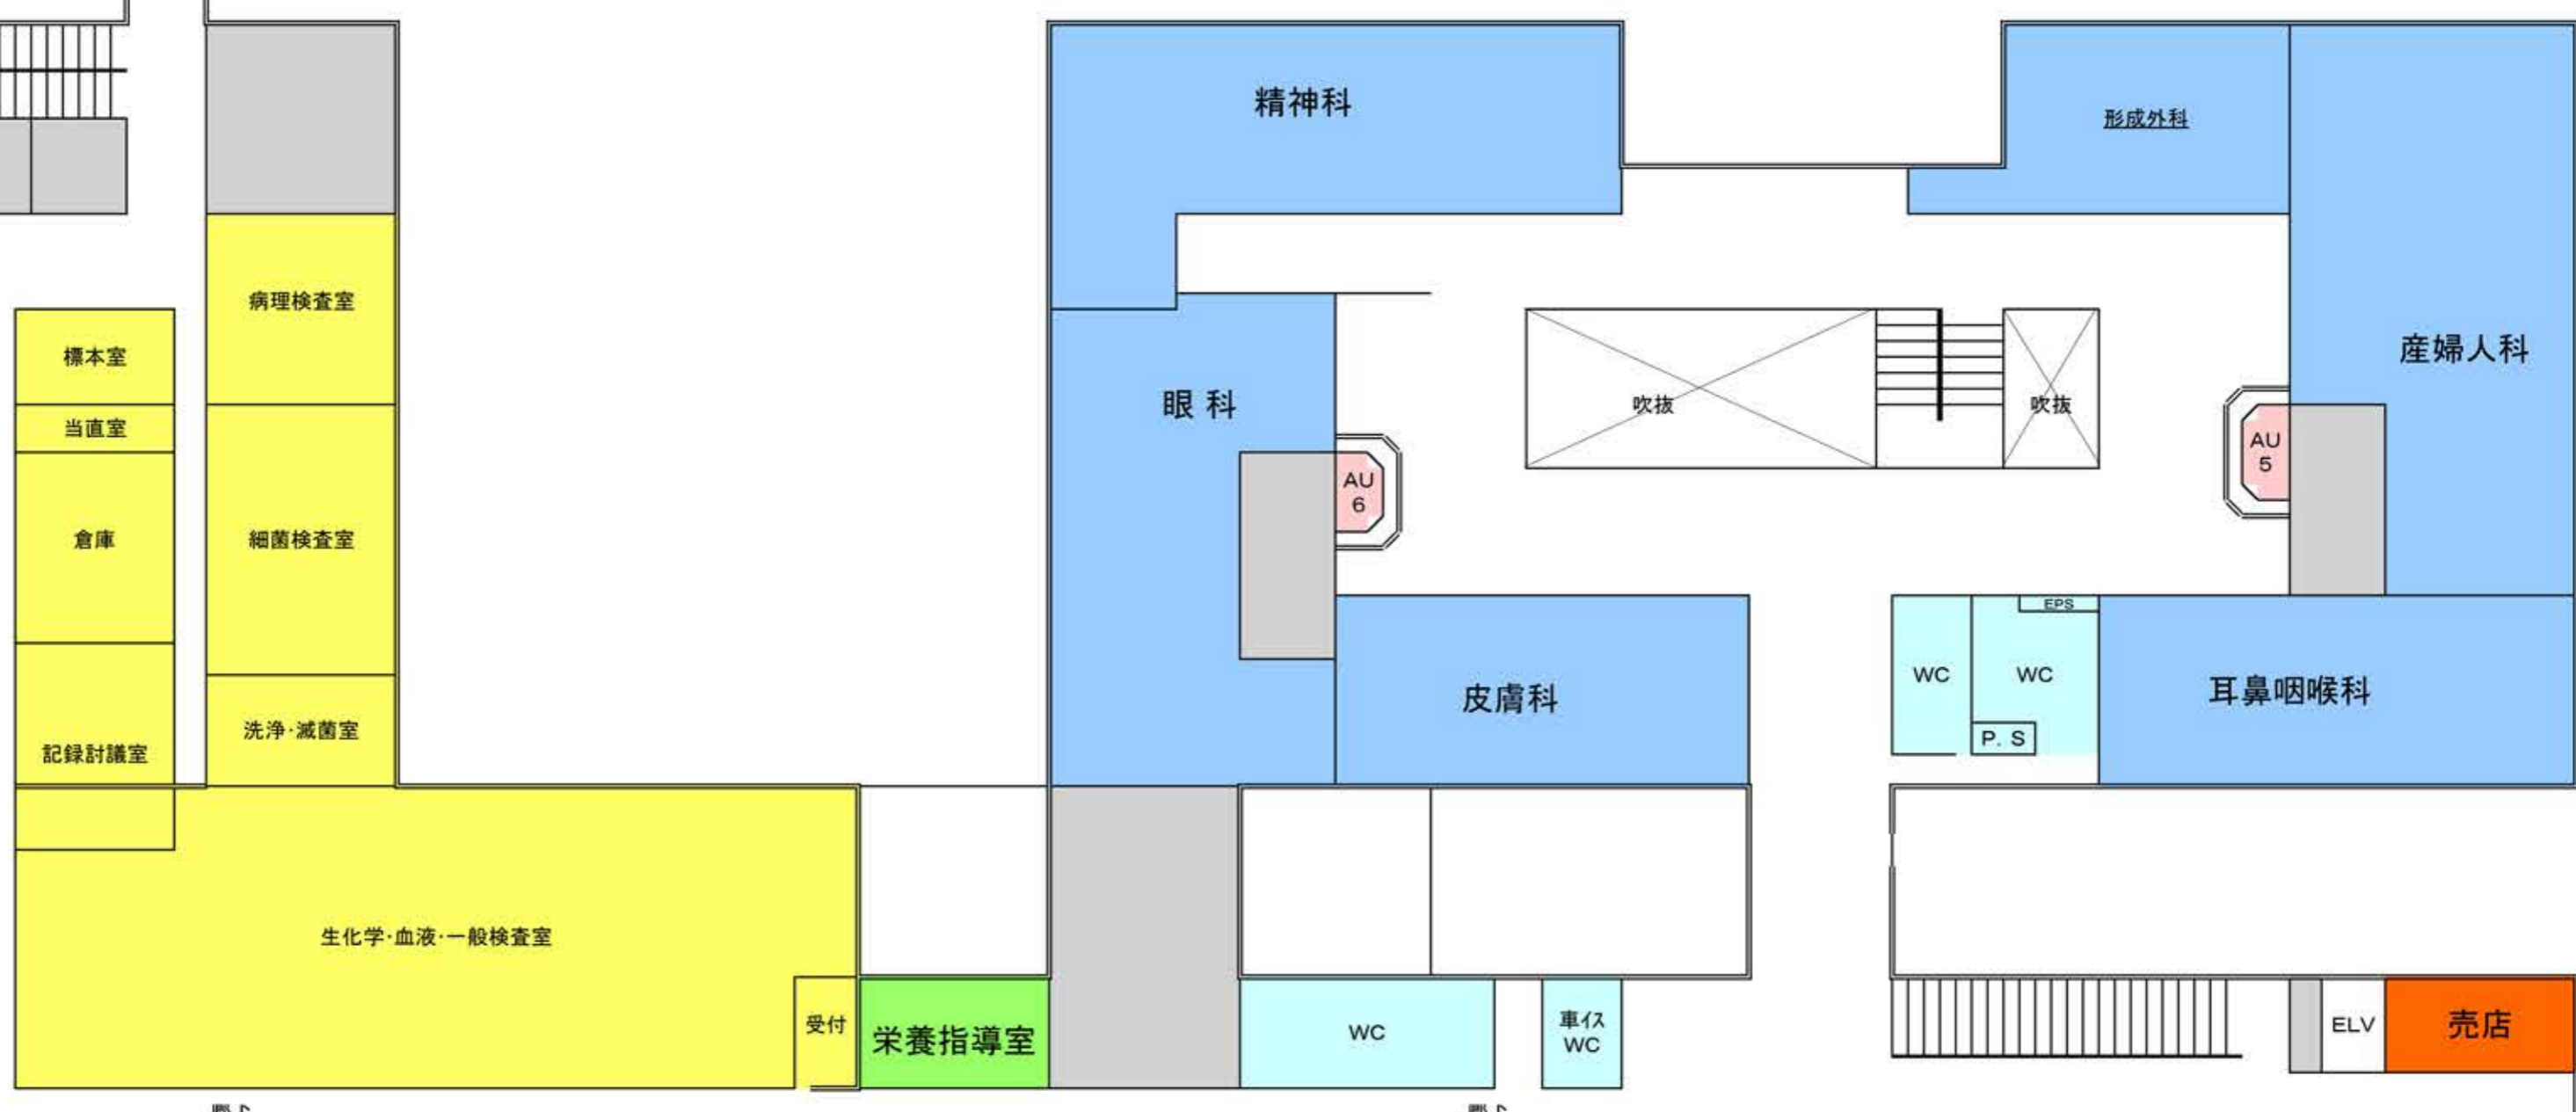 精神科
形成外科
病理検査室
標本室
当直室
眼 科
吹抜
吹抜
産婦人科
AU
5
AU
6
倉庫
細菌検査室
EPS
WC
WC
P. S
皮膚科
耳鼻咽喉科
洗浄・滅菌室
記録討議室
生化学・血液・一般検査室
受付
栄養指導室
WC
車イス
WC
ELV
売店